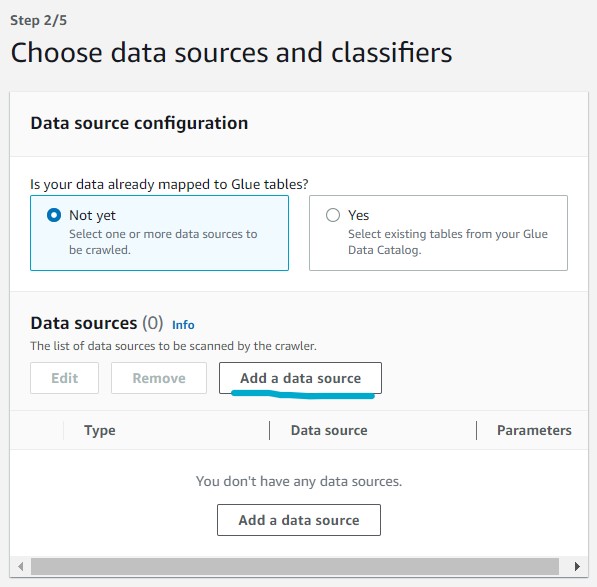 Step 2/5
Choose data sources and classifiers
Data source configuration
Is your data already mapped to Glue tables?
Not yet
Select one or more data sources to
be crawled.
Yes
Select existing tables from your Glue
Data Catalog.
Data sources (0) Info
The list of data sources to be scanned by the crawler.
Edit Remove Add a data source
Type Data source Parameters
You don't have any data sources.
Add a data source